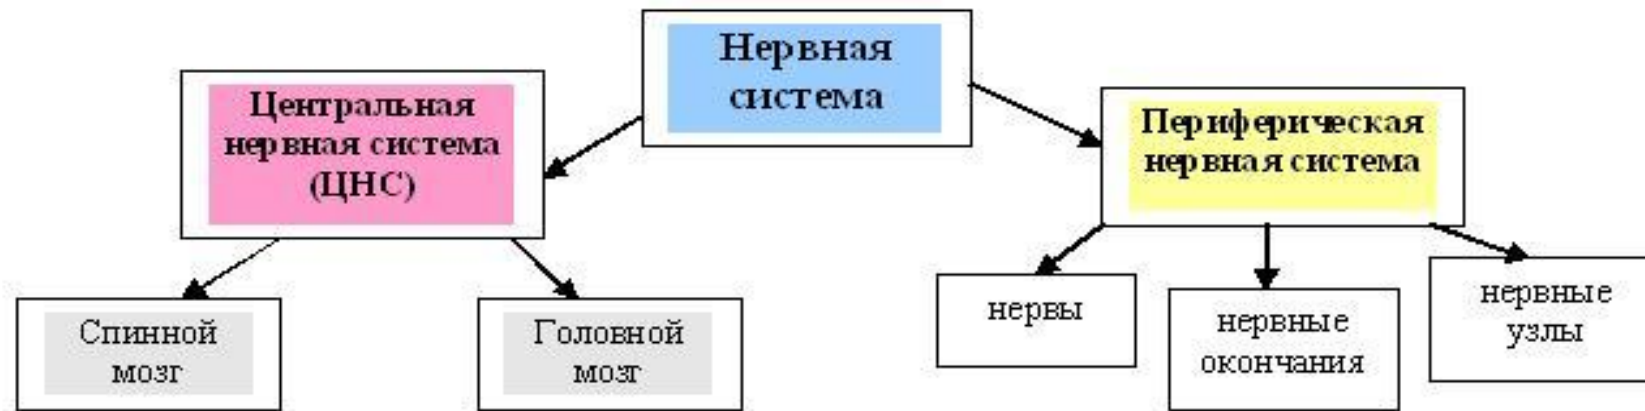 Нервная
система
Центральная
нервная система
(ЦНС)
Периферическая
нервная система
Спинной
мозг
Головной
мозг
нервы
нервные
окончания
нервные
узлы